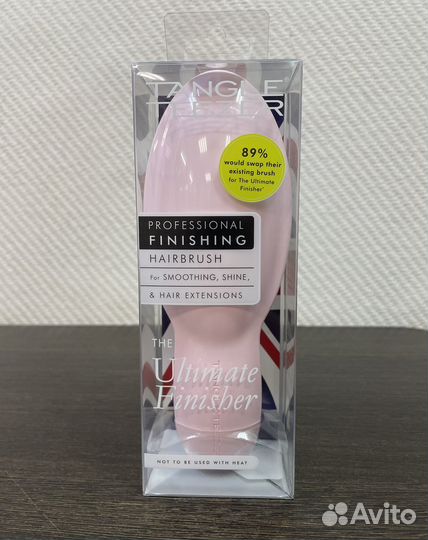 TANGLE
89%
would swap their
existing brush
for The Ultimate
Finisher*
PROFESSIONAL
FINISHING
HAIRBRUSH
For SMOOTHING, SHINE,
& HAIR EXTENSIONS
THE
Ultimate
Finisher
NOT TO BE USED WITH HEAT
Avito